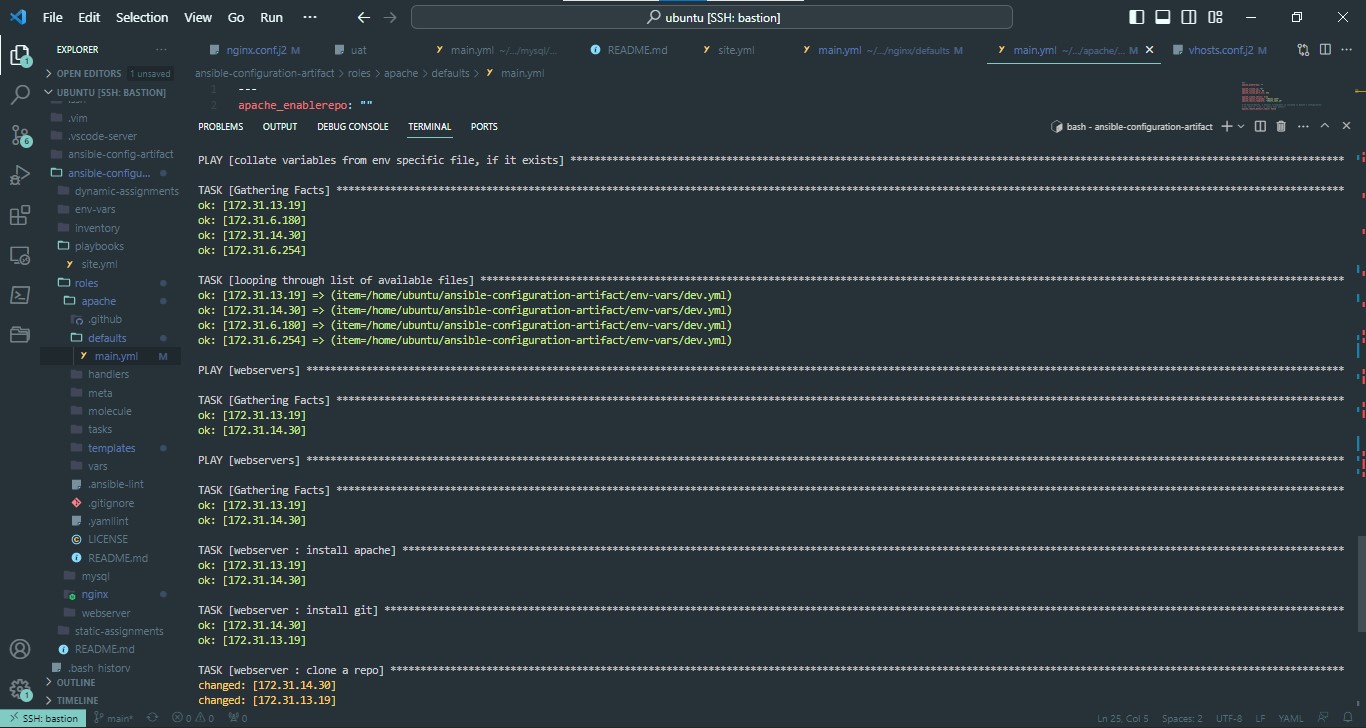 File Edit Selection View Go Run ··· ubuntu [SSH: bastion]
EXPLORER ···
nginx.conf.j2 M uat main.yml ~/.../mysql/... README.md site.yml main.yml ~/.../nginx/defaults M main.yml ~/.../apache/... M vhosts.conf.j2 M ···
OPEN EDITORS 1 unsaved
UBUNTU [SSH: BASTION]
.vim
.vscode-server
ansible-config-artifact
ansible-configu...
dynamic-assignments
env-vars
inventory
playbooks
site.yml
roles
apache
.github
defaults
main.yml M
handlers
meta
molecule
tasks
templates
vars
.ansible-lint
.gitignore
.yamllint
LICENSE
README.md
mysql
nginx
webserver
static-assignments
README.md
.bash_history
OUTLINE
TIMELINE
1
6
1
ansible-configuration-artifact > roles > apache > defaults > main.yml
1 ---
2 apache_enablerepo: ""
PROBLEMS OUTPUT DEBUG CONSOLE TERMINAL PORTS bash - ansible-configuration-artifact
PLAY [collate variables from env specific file, if it exists] *********************************************************************************************************************************
TASK [Gathering Facts] ************************************************************************************************************************************************************************
ok: [172.31.13.19]
ok: [172.31.6.180]
ok: [172.31.14.30]
ok: [172.31.6.254]
TASK [looping through list of available files] ************************************************************************************************************************************************
ok: [172.31.13.19] => (item=/home/ubuntu/ansible-configuration-artifact/env-vars/dev.yml)
ok: [172.31.14.30] => (item=/home/ubuntu/ansible-configuration-artifact/env-vars/dev.yml)
ok: [172.31.6.180] => (item=/home/ubuntu/ansible-configuration-artifact/env-vars/dev.yml)
ok: [172.31.6.254] => (item=/home/ubuntu/ansible-configuration-artifact/env-vars/dev.yml)
PLAY [webservers] *****************************************************************************************************************************************************************************
TASK [Gathering Facts] ************************************************************************************************************************************************************************
ok: [172.31.13.19]
ok: [172.31.14.30]
PLAY [webservers] *****************************************************************************************************************************************************************************
TASK [Gathering Facts] ************************************************************************************************************************************************************************
ok: [172.31.13.19]
ok: [172.31.14.30]
TASK [webserver : install apache] *************************************************************************************************************************************************************
ok: [172.31.13.19]
ok: [172.31.14.30]
TASK [webserver : install git] ****************************************************************************************************************************************************************
ok: [172.31.14.30]
ok: [172.31.13.19]
TASK [webserver : clone a repo] ***************************************************************************************************************************************************************
changed: [172.31.14.30]
changed: [172.31.13.19]
SSH: bastion main* 0 0 0 Ln 25, Col 5 Spaces: 2 UTF-8 LF YAML